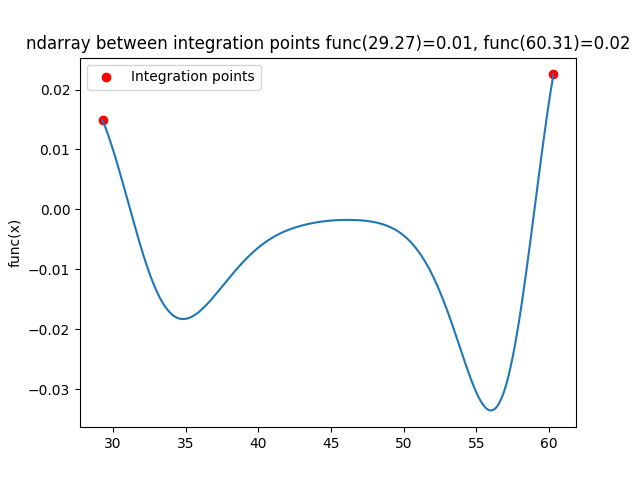 ndarray between integration points func(29.27)=0.01, func(60.31)=0.02
Integration points
func(x)
0.02
0.01
0.00
−0.01
−0.02
−0.03
30 35 40 45 50 55 60